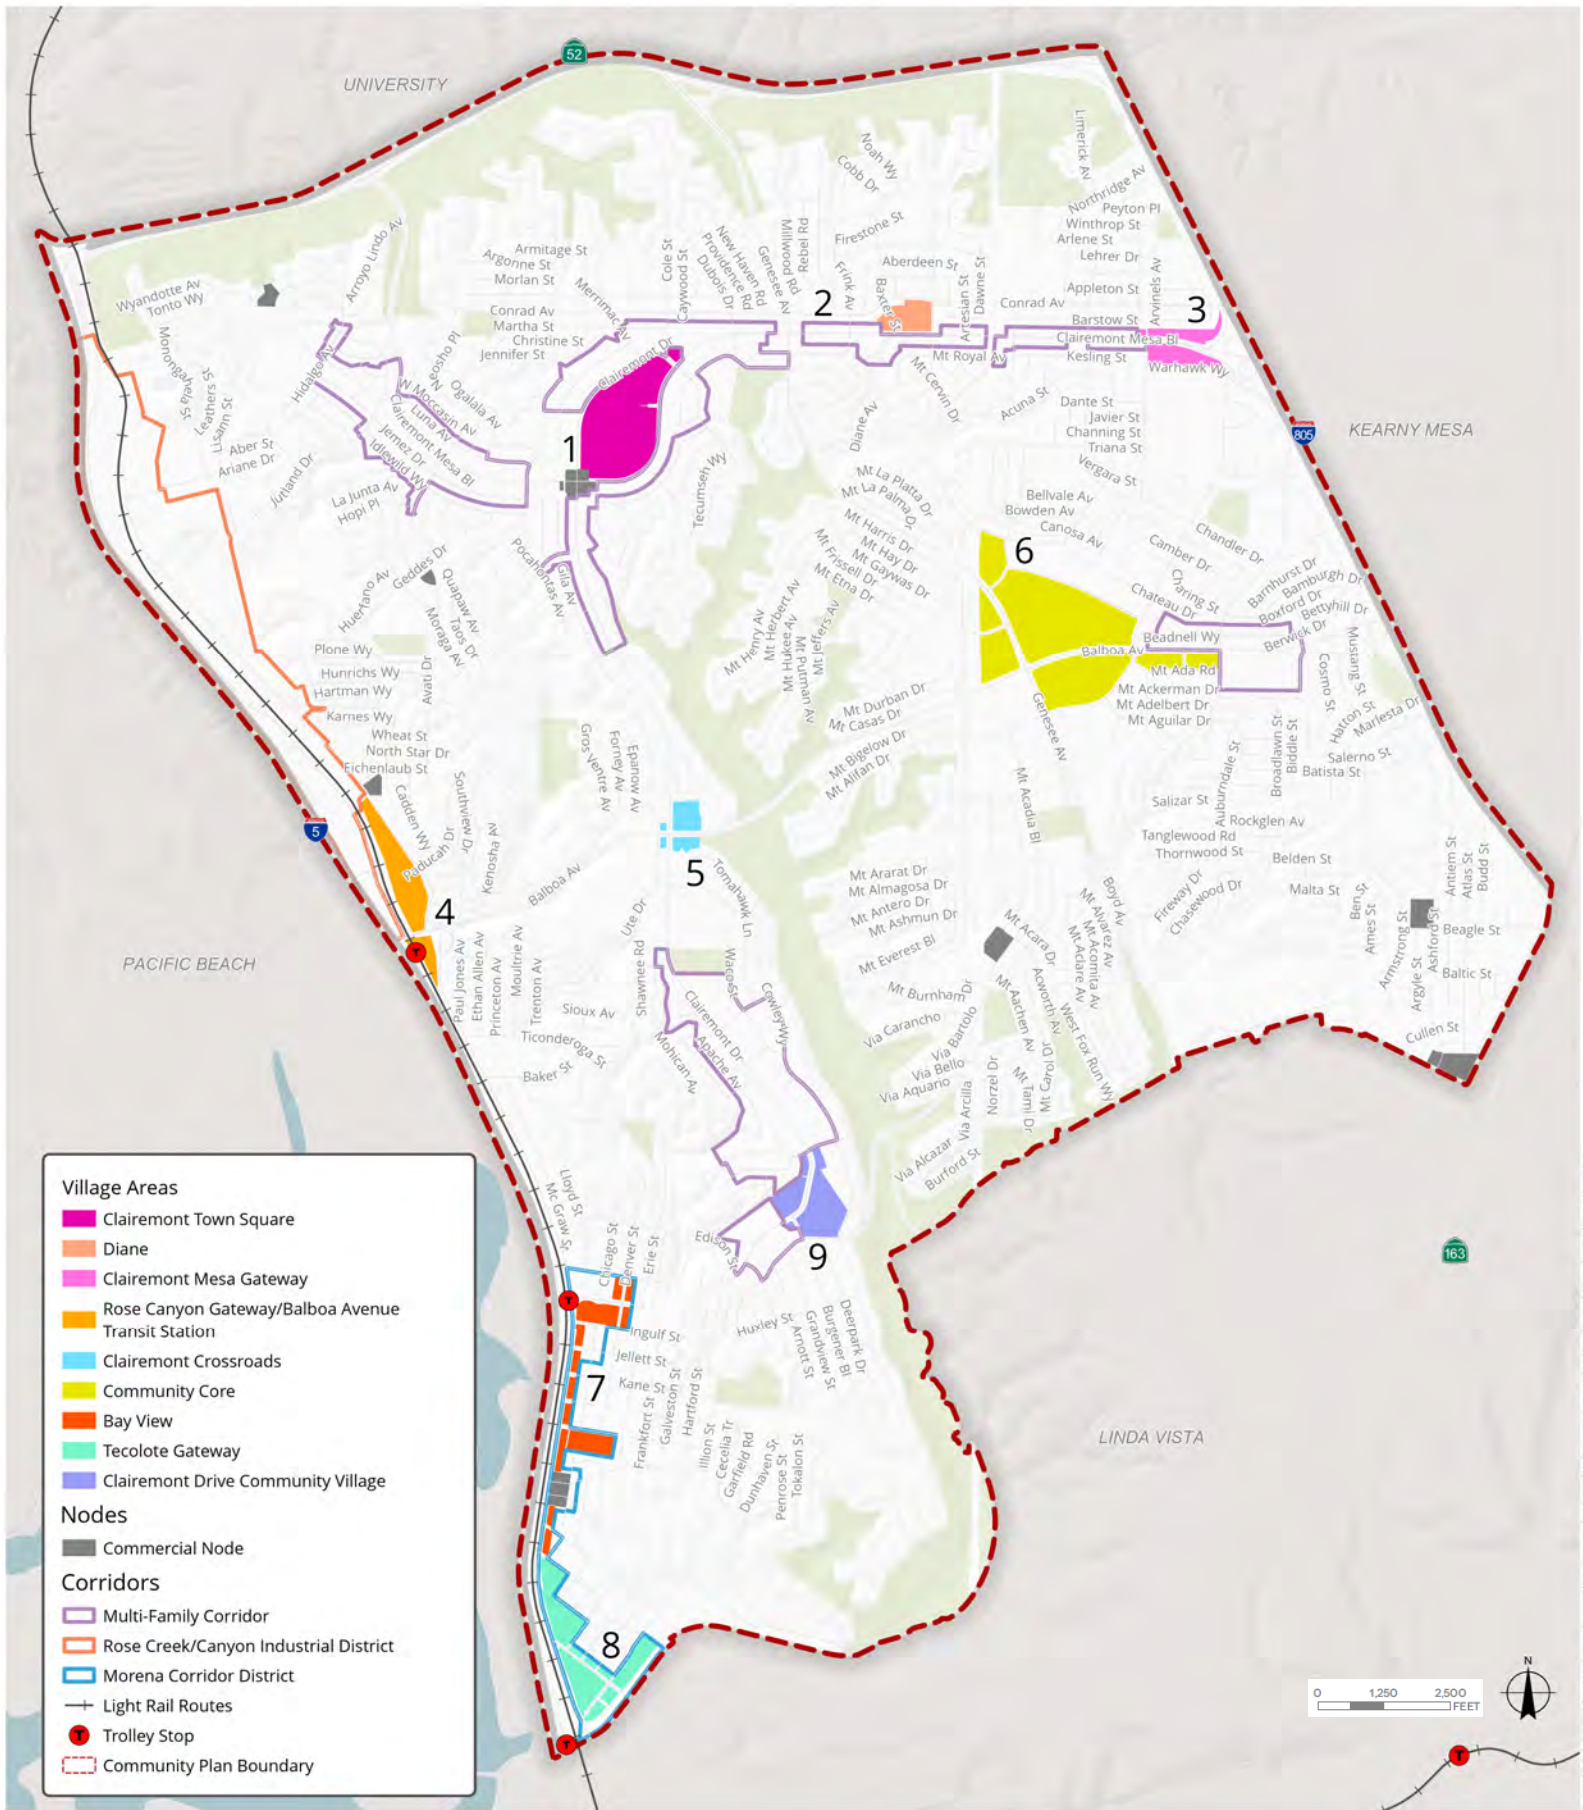 52
UNIVERSITY
Limerick Av
Noah Wy
Cobb Dr
Northridge Av
Peyton Pl
Winthrop St
Arlene St
Lehrer Dr
Firestone St
Aberdeen St
Arroyo Lindo Av
Armitage St
Argonne St
Morlan St
Cole St
Caywood St
New Haven Rd
Providence Rd
Dubois Dr
Genesee Av
Millwood Rd
Rebel Rd
Frink Av
Baxter St
Artesian St
Dawne St
Appleton St
Arvinels Av
Conrad Av
Barstow St
Wyandotte Av
Tonto Wy
Merrimac Av
Conrad Av
Martha St
Christine St
Jennifer St
2
3
Clairemont Mesa Bl
Mt Royal Av
Kesling St
Warhawk Wy
Clairemont Dr
Monongahela St
Leathers St
Lisann St
Hidalgo Av
gosho Pl
N
Ogalala Av
W Moccasin Av
Luna Av
Clairemont Mesa Bl
Jemez Dr
Idlewild Wy
Mt Cervin Dr
Acuna St
Dante St
Javier St
Channing St
Triana St
Diane Av
805
KEARNY MESA
1
Aber St
Ariane Dr
Jutland Dr
La Junta Av
Hopi Pl
Tecumseh Wy
Vergara St
Mt La Platta Dr
Mt La Palma Dr
Bellvale Av
Bowden Av
Canosa Av
Mt Harris Dr
Mt Hay Dr
Mt Gaywas Dr
Mt Frissell Dr
Mt Etna Dr
6
Chandler Dr
Camber Dr
Charing St
Chateau Dr
Barnhurst Dr
Bamburgh Dr
Boxford Dr
Bettyhill Dr
Berwick Dr
Pocahontas Av
Gila Av
Geddes Dr
Huerfano Av
Quapaw Av
Taos Dr
Moraga Av
Mt Henry Av
Mt Herbert Av
Mt Hukee Av
Mt Putman Av
Mt Jeffers Av
Beadnell Wy
Balboa Av
Mt Ada Rd
Mt Ackerman Dr
Mt Adelbert Dr
Mt Aguilar Dr
Mustang St
Cosmo St
Hatton St
Marlesta Dr
Plone Wy
Hunrichs Wy
Hartman Wy
Avati Dr
Karnes Wy
Wheat St
North Star Dr
Eichenlaub St
Mt Durban Dr
Mt Casas Dr
Mt Bigelow Dr
Mt Alifan Dr
Genesee Av
Gros Ventre Av
Forney Av
Epanow Av
Broadlawn St
Biddle St
Salerno St
Batista St
Auburndale St
Salizar St
Rockglen Av
Tanglewood Rd
Thornwood St
Mt Acadia Bl
5
Cadden Wy
Southview Dr
Paducah Dr
Kenosha Av
Balboa Av
5
Tomahawk Ln
Mt Ararat Dr
Mt Almagosa Dr
Mt Antero Dr
Mt Ashmun Dr
Mt Everest Bl
Belden St
Malta St
Fireway Dr
Chasewood Dr
Antiem St
Atlas St
Budd St
Ben St
Ames St
Armstrong St
Argyle St
Ashford St
Beagle St
Baltic St
Cullen St
4
PACIFIC BEACH
Ute Dr
Shawnee Rd
Paul Jones Av
Ethan Allen Av
Princeton Av
Moultrie Av
Trenton Av
Sioux Av
Ticonderoga St
Baker St
Waco St
Cowley Wy
Clairemont Dr
Apache Av
Mohican Av
Boyd Av
Mt Alvarez Av
Mt Acomita Av
Mt Aclare Av
Mt Acara Dr
Acworth Av
Mt Aachen Av
West Fox Run Wy
Mt Burnham Dr
Via Carancho
Via Bartolo
Via Bello
Via Aquario
Via Arcilla
Norzel Dr
Mt Tami Dr
Mt Carol Dr
Via Alcazar
Burford St
Lloyd St
Mc Graw St
Chicago St
Denver St
Erie St
Edison St
9
163
T
Ingulf St
Jellett St
Kane St
7
Huxley St
Deerpark Dr
Burgener Bl
Grandview St
Arnott St
Frankfort St
Galveston St
Hartford St
Illion St
Cecelia Tr
Garfield Rd
Dunhaven St
Penrose St
Tokalon St
LINDA VISTA
8
Village Areas
Clairemont Town Square
Diane
Clairemont Mesa Gateway
Rose Canyon Gateway/Balboa Avenue
Transit Station
Clairemont Crossroads
Community Core
Bay View
Tecolote Gateway
Clairemont Drive Community Village
Nodes
Commercial Node
Corridors
Multi-Family Corridor
Rose Creek/Canyon Industrial District
Morena Corridor District
Light Rail Routes
T Trolley Stop
Community Plan Boundary
0 1,250 2,500
FEET
N
T
T
T